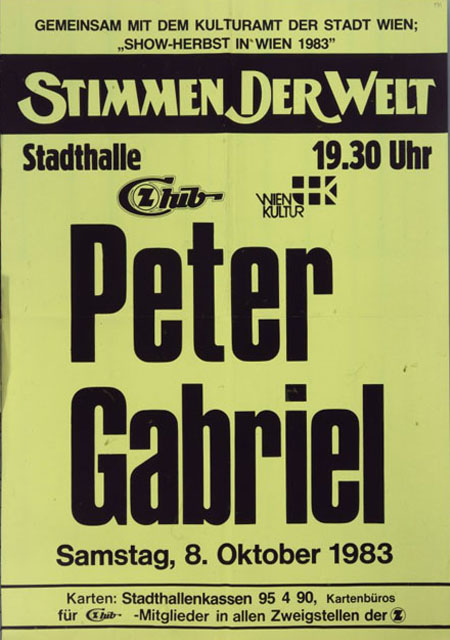 GEMEINSAM MIT DEM KULTURAMT DER STADT WIEN;
„SHOW-HERBST IN WIEN 1983”
STIMMEN DER WELT
Stadthalle 19.30 Uhr
Z Club WIEN KULTUR
Peter
Gabriel
Samstag, 8. Oktober 1983
Karten: Stadthallenkassen 95 4 90, Kartenbüros
für Z Club -Mitglieder in allen Zweigstellen der Z